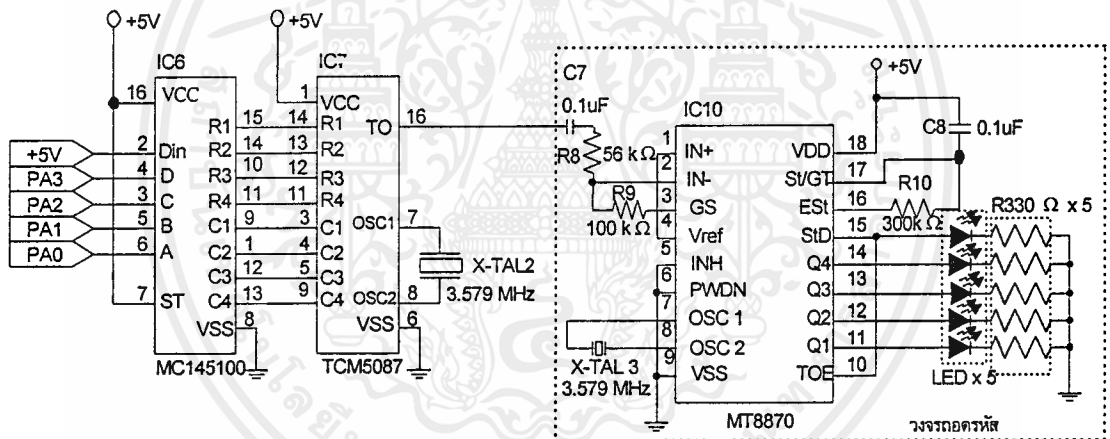 +5V
+5V
IC6
IC7
16 VCC
1 VCC
+5V 2 Din
PA3 4 D
PA2 3 C
PA1 5 B
PA0 6 A
7 ST
R1 15 14 R1
R2 14 13 R2
R3 10 12 R3
R4 11 11 R4
C1 9 3 C1
C2 1 4 C2
C3 12 5 C3
C4 13 9 C4
VSS 8
MC145100
TO 16
OSC1 7
OSC2 8
VSS 6
TCM5087
X-TAL2
3.579 MHz
C7
0.1uF
R8 56 kΩ
R9
100 kΩ
IC10
+5V
C8 0.1uF
1 IN+
2 IN-
3 GS
4 Vref
5 INH
6 PWDN
7 OSC 1
8 OSC 2
9 VSS
VDD 18
St/GT 17
ESt 16
StD 15
Q4 14
Q3 13
Q2 12
Q1 11
TOE 10
R10
300kΩ
R330 Ω x 5
LED x 5
X-TAL 3
3.579 MHz
MT8870
วงจรถอดรหัส